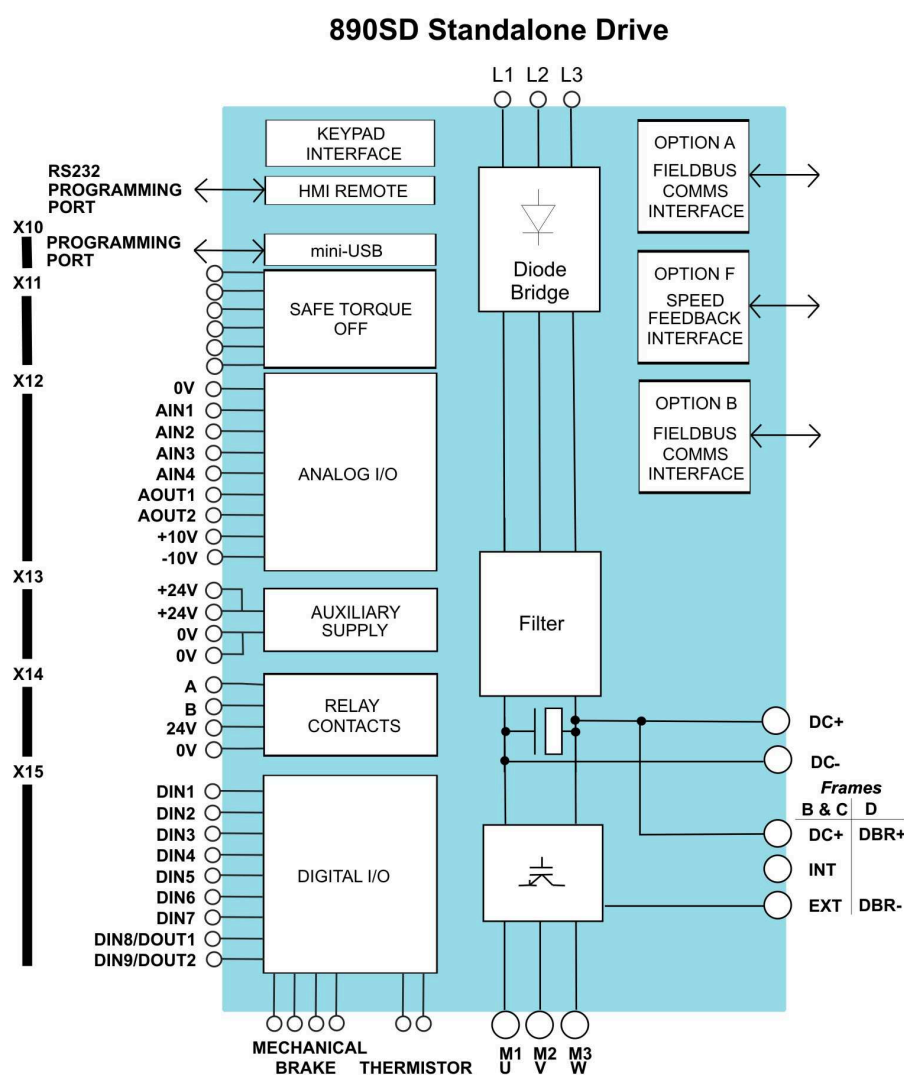 890SD Standalone Drive
L1 L2 L3
KEYPAD
INTERFACE
RS232
PROGRAMMING
PORT
HMI REMOTE
X10
PROGRAMMING
PORT
mini-USB
X11
SAFE TORQUE
OFF
X12
0V
AIN1
AIN2
AIN3
AIN4
AOUT1
AOUT2
+10V
-10V
ANALOG I/O
X13
+24V
+24V
0V
0V
AUXILIARY
SUPPLY
X14
A
B
24V
0V
RELAY
CONTACTS
X15
DIN1
DIN2
DIN3
DIN4
DIN5
DIN6
DIN7
DIN8/DOUT1
DIN9/DOUT2
DIGITAL I/O
MECHANICAL
BRAKE
THERMISTOR
Diode
Bridge
Filter
M1 M2 M3
U V W
OPTION A
FIELDBUS
COMMS
INTERFACE
OPTION F
SPEED
FEEDBACK
INTERFACE
OPTION B
FIELDBUS
COMMS
INTERFACE
DC+
DC-
Frames
B & C D
DC+ DBR+
INT
EXT DBR-